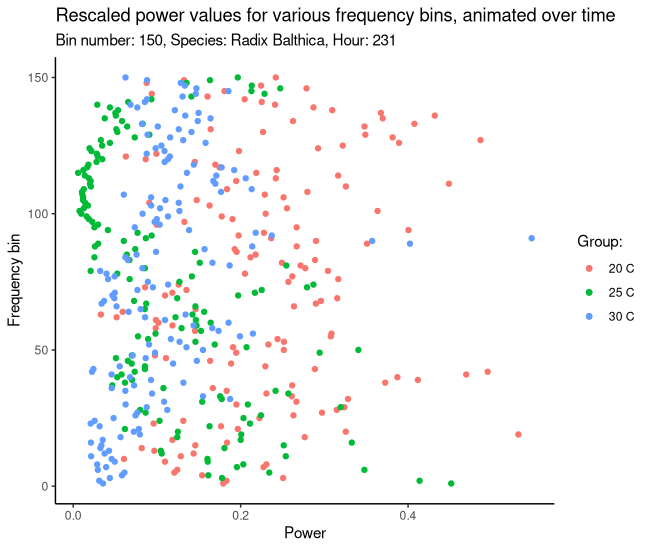 Rescaled power values for various frequency bins, animated over time
Bin number: 150, Species: Radix Balthica, Hour: 231
150
100
50
0
Frequency bin
0.0
0.2
0.4
Power
Group:
20 C
25 C
30 C